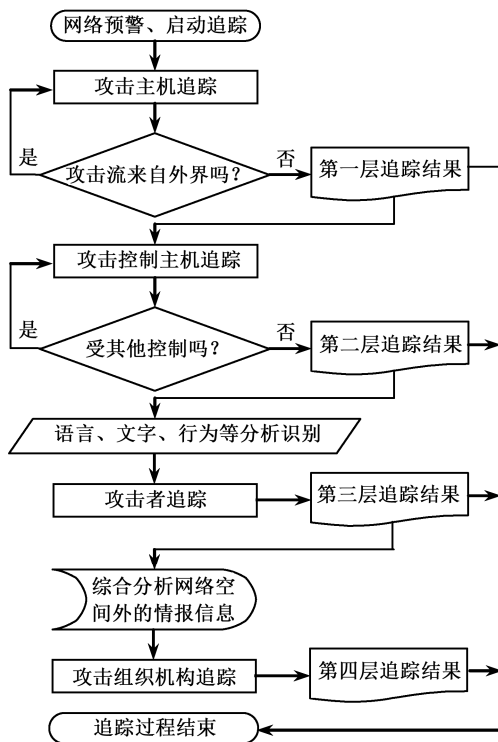 网络预警、启动追踪
攻击主机追踪
是
攻击流来自外界吗?
否
第一层追踪结果
攻击控制主机追踪
是
受其他控制吗?
否
第二层追踪结果
语言、文字、行为等分析识别
攻击者追踪
第三层追踪结果
综合分析网络空
间外的情报信息
攻击组织机构追踪
第四层追踪结果
追踪过程结束